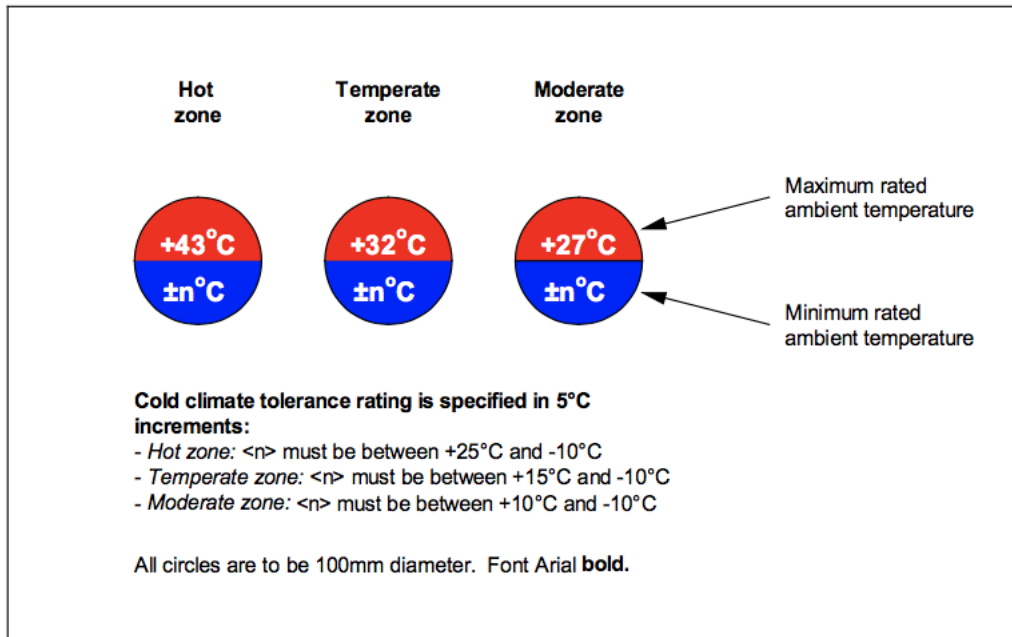 Hot
zone
Temperate
zone
Moderate
zone
+43°C
±n°C
+32°C
±n°C
+27°C
±n°C
Maximum rated
ambient temperature
Minimum rated
ambient temperature
Cold climate tolerance rating is specified in 5°C
increments:
- Hot zone: <n> must be between +25°C and -10°C
- Temperate zone: <n> must be between +15°C and -10°C
- Moderate zone: <n> must be between +10°C and -10°C
All circles are to be 100mm diameter.  Font Arial bold.